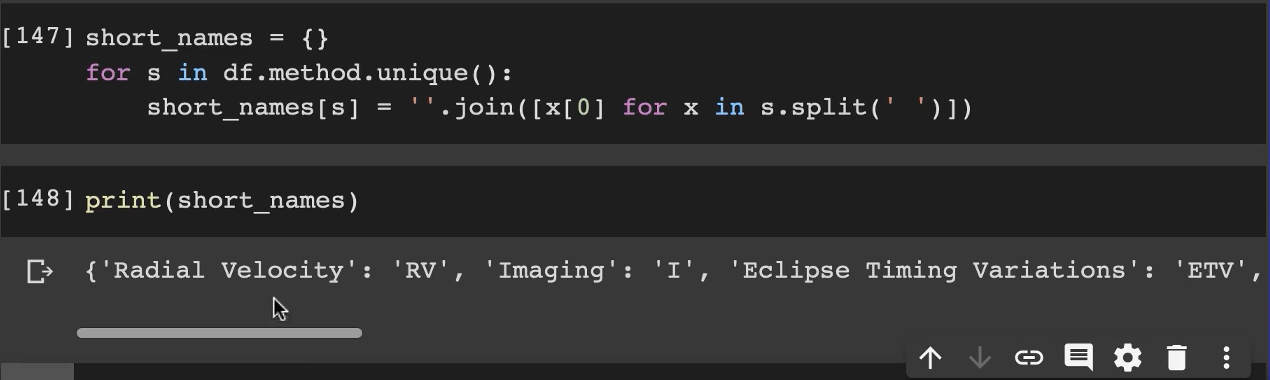 [147] short_names = {}
for s in df.method.unique():
short_names[s] = ''.join([x[0] for x in s.split(' ')])
[148] print(short_names)
{'Radial Velocity': 'RV', 'Imaging': 'I', 'Eclipse Timing Variations': 'ETV',